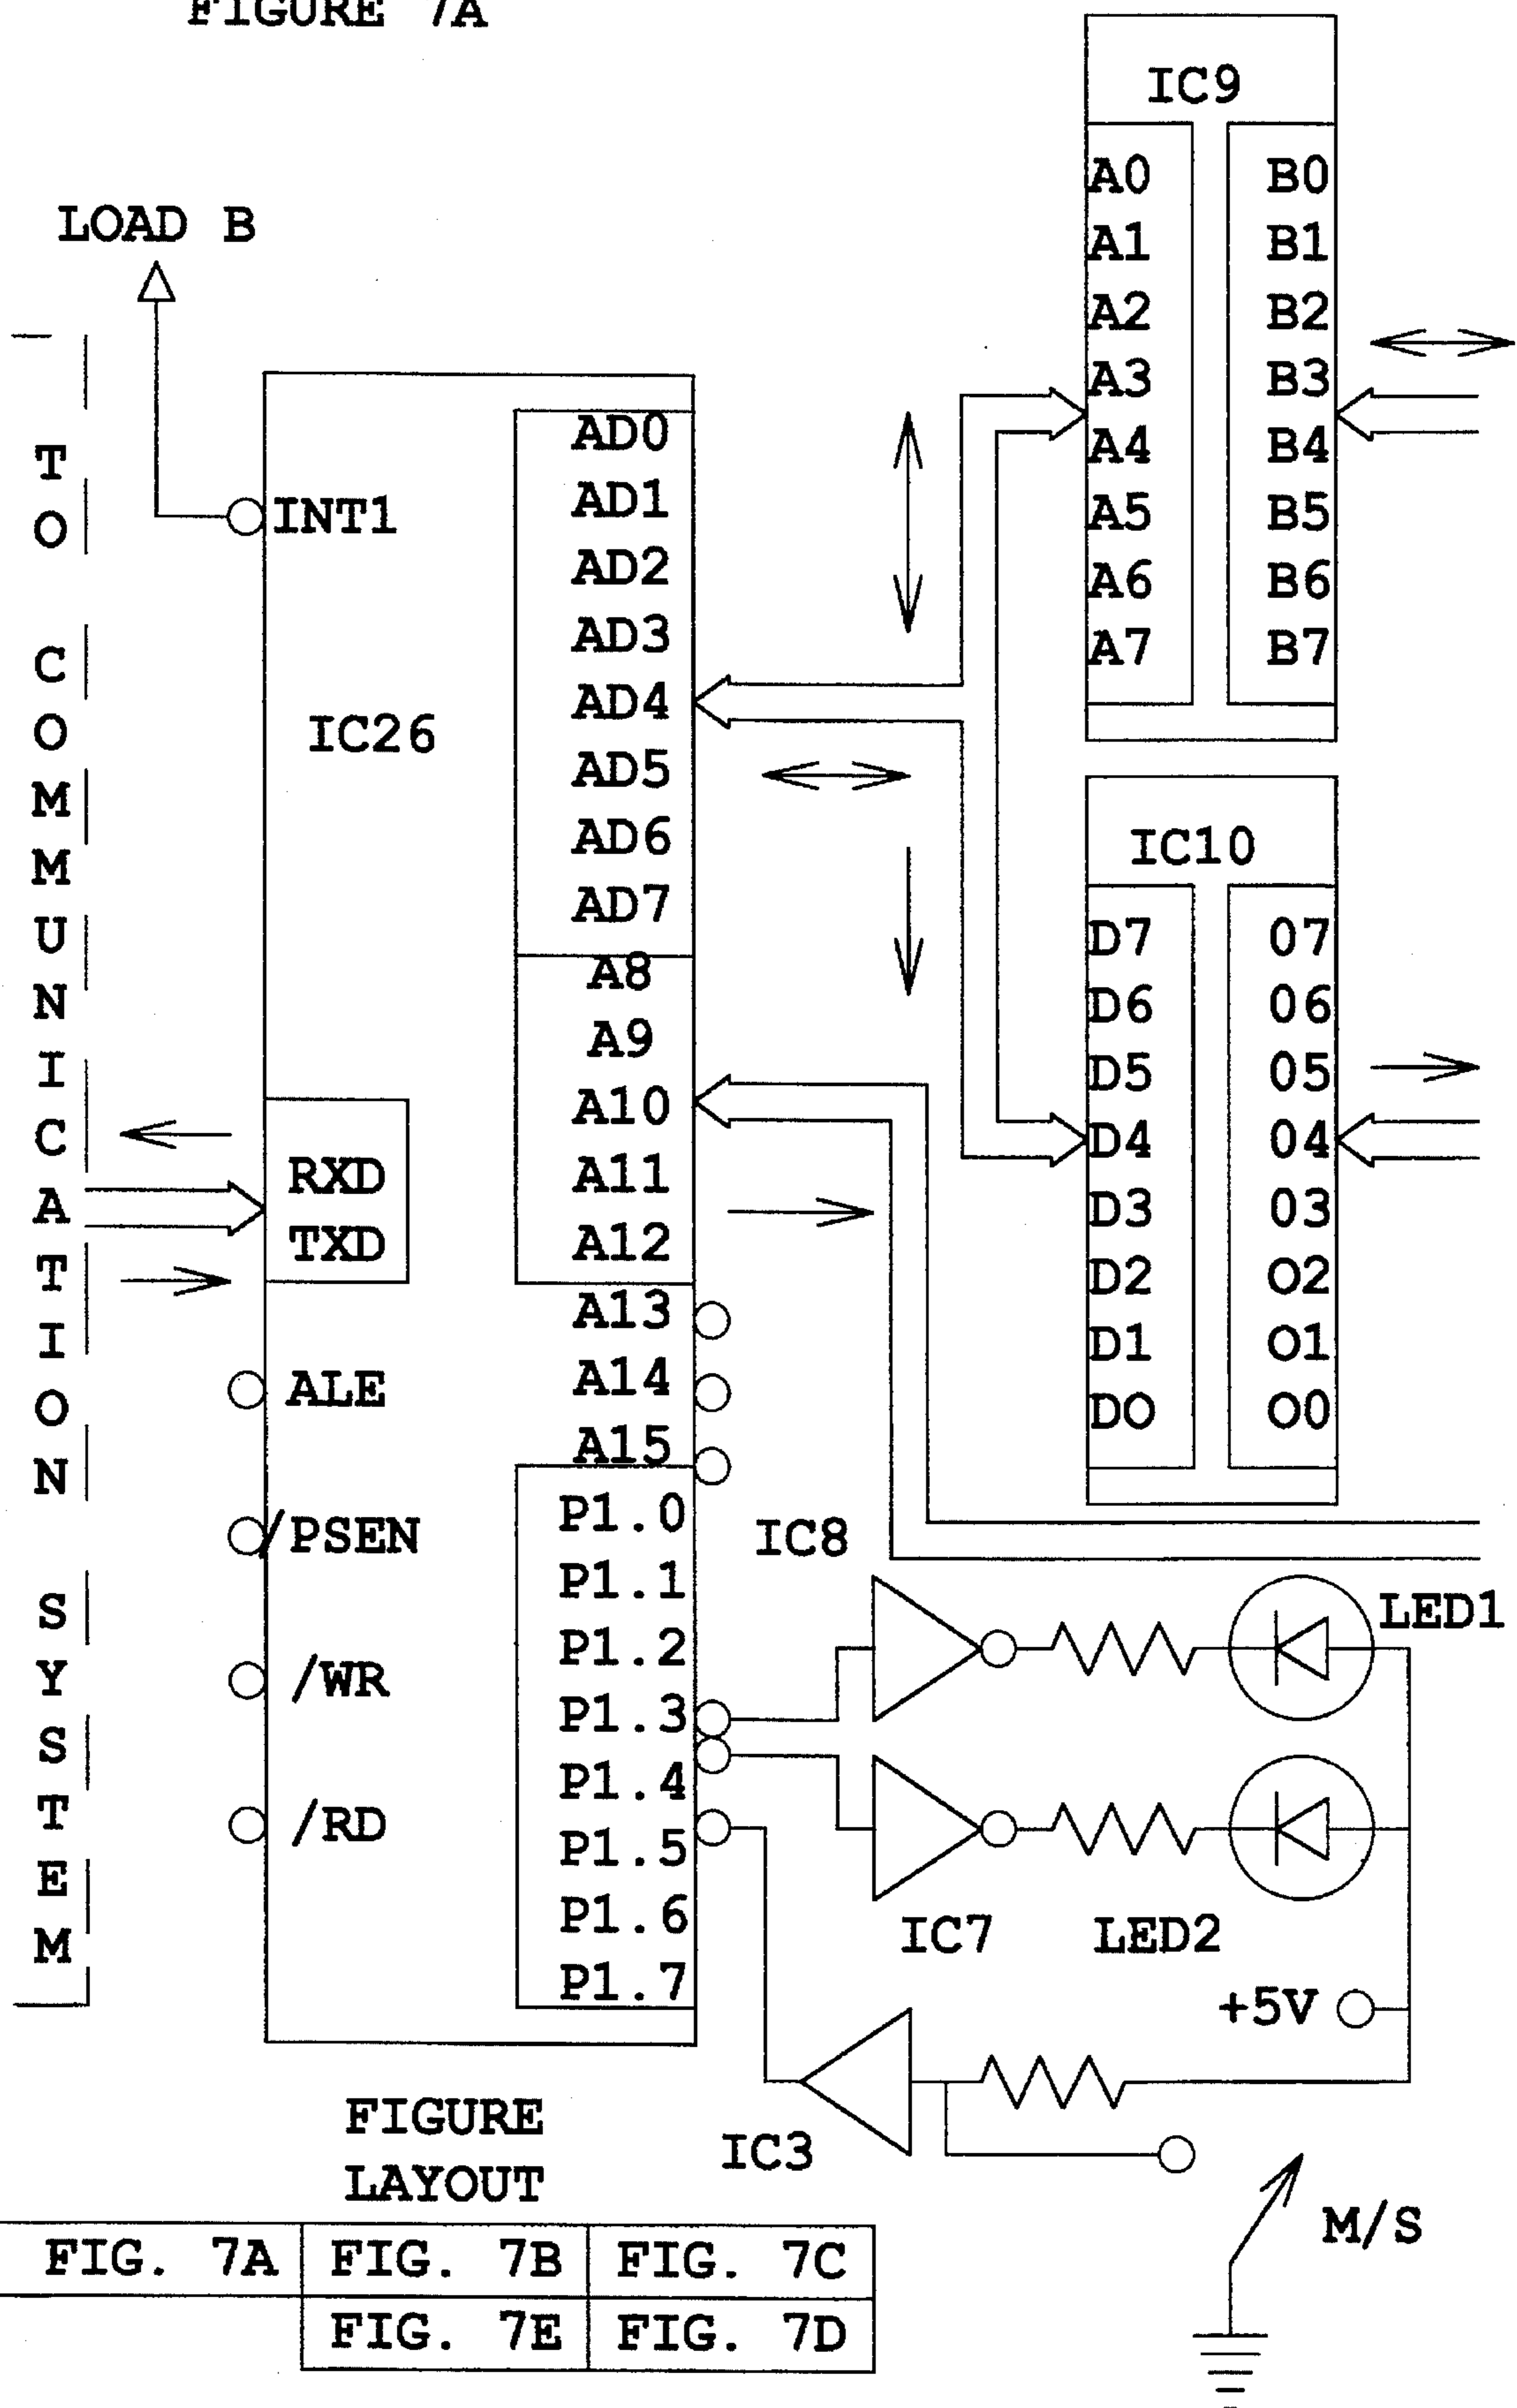 FIGURE 7A
LOAD B
TO COMMUNICATION SYSTEM
IC26
INT1
RXD
TXD
ALE
/PSEN
/WR
/RD
AD0
AD1
AD2
AD3
AD4
AD5
AD6
AD7
A8
A9
A10
A11
A12
A13
A14
A15
P1.0
P1.1
P1.2
P1.3
P1.4
P1.5
P1.6
P1.7
IC9
A0 B0
A1 B1
A2 B2
A3 B3
A4 B4
A5 B5
A6 B6
A7 B7
IC10
D7 07
D6 06
D5 05
D4 04
D3 03
D2 O2
D1 O1
DO O0
IC8
LED1
IC7
LED2
+5V
IC3
M/S
FIGURE
LAYOUT
FIG. 7A FIG. 7B FIG. 7C
FIG. 7E FIG. 7D